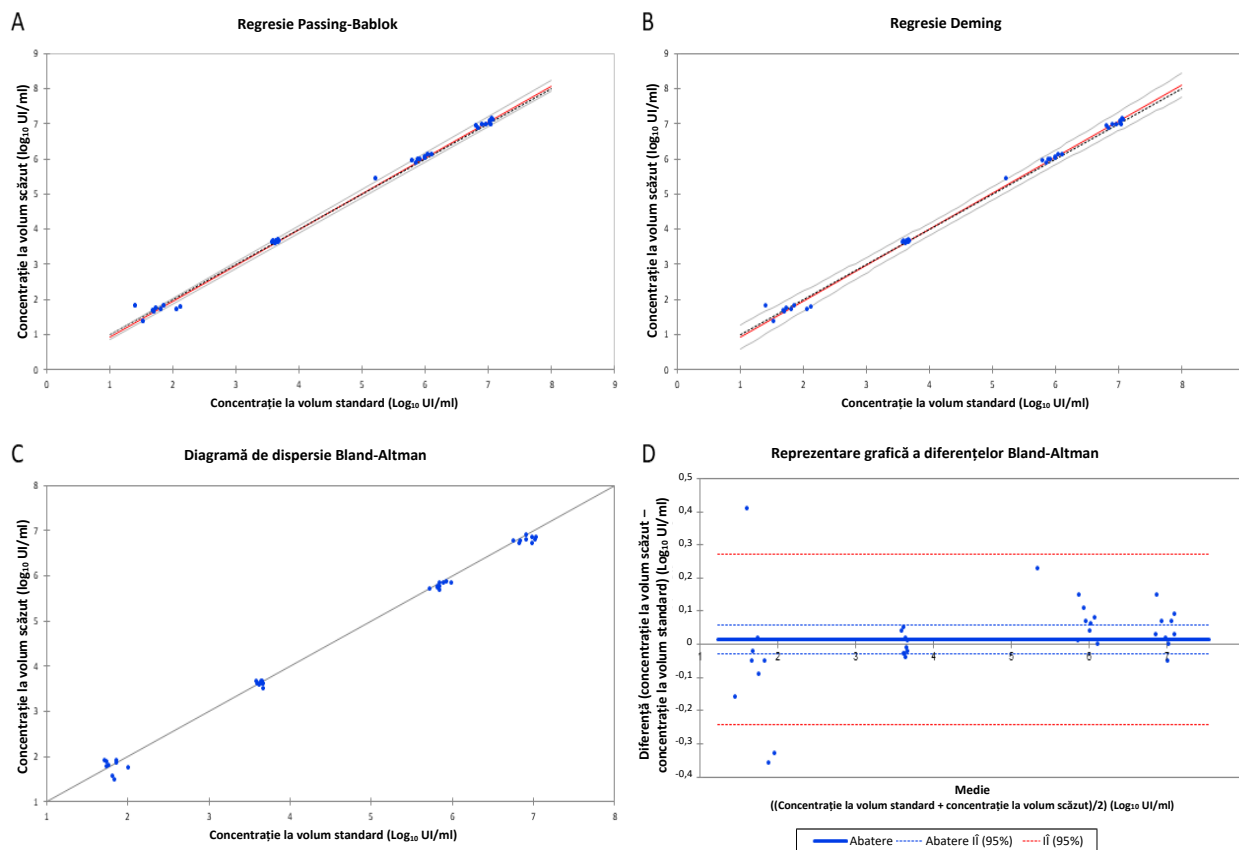 A
Regresie Passing-Bablok
Concentrație la volum scăzut (log₁₀ UI/ml)
9
8
7
6
5
4
3
2
1
0
0 1 2 3 4 5 6 7 8 9
Concentrație la volum standard (Log₁₀ UI/ml)
B
Regresie Deming
Concentrație la volum scăzut (log₁₀ UI/ml)
9
8
7
6
5
4
3
2
1
0
0 1 2 3 4 5 6 7 8
Concentrație la volum standard (Log₁₀ UI/ml)
C
Diagramă de dispersie Bland-Altman
Concentrație la volum scăzut (log₁₀ UI/ml)
8
7
6
5
4
3
2
1
1 2 3 4 5 6 7 8
Concentrație la volum standard (Log₁₀ UI/ml)
D
Reprezentare grafică a diferențelor Bland-Altman
Diferență (concentrație la volum scăzut –
concentrație la volum standard) (Log₁₀ UI/ml)
0,5
0,4
0,3
0,2
0,1
0
-0,1
-0,2
-0,3
-0,4
1 2 3 4 5 6 7
Medie
((Concentrație la volum standard + concentrație la volum scăzut)/2) (Log₁₀ UI/ml)
Abatere Abatere IÎ (95%) IÎ (95%)